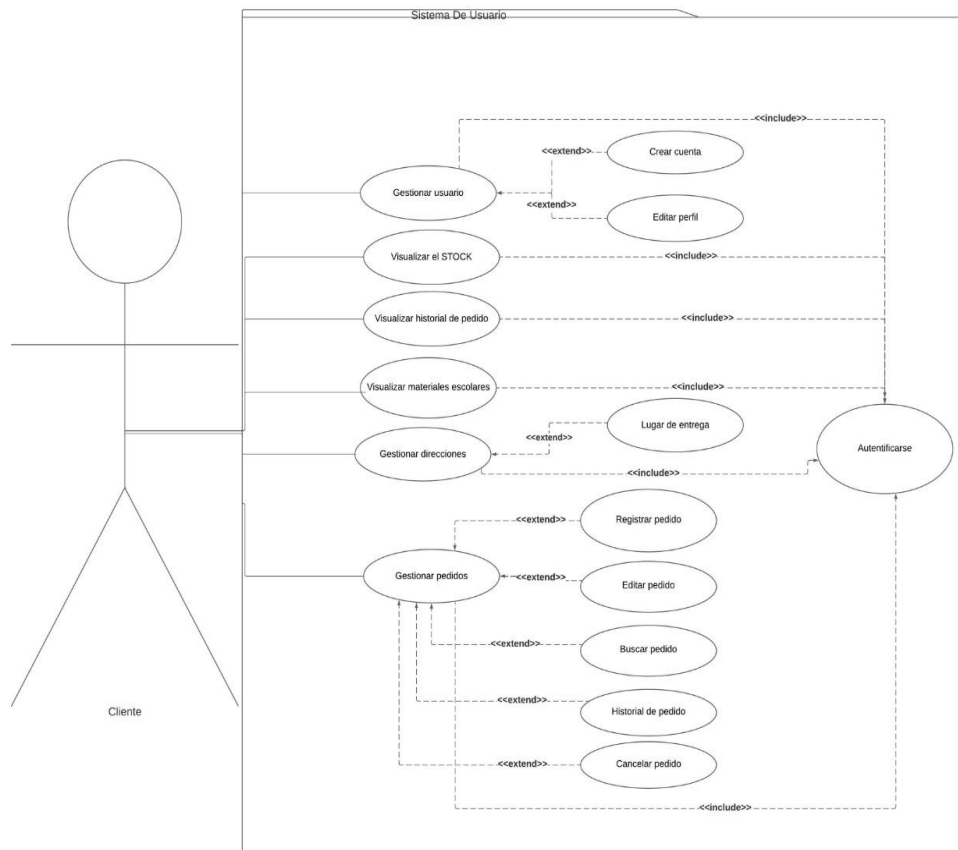 Sistema De Usuario
<<include>>
<<extend>>
Crear cuenta
Gestionar usuario
<<extend>>
Editar perfil
Visualizar el STOCK
<<include>>
Visualizar historial de pedido
<<include>>
Visualizar materiales escolares
<<include>>
Lugar de entrega
<<extend>>
Autentificarse
Gestionar direcciones
<<include>>
<<extend>>
Registrar pedido
Gestionar pedidos
<<extend>>
Editar pedido
<<extend>>
Buscar pedido
<<extend>>
Historial de pedido
Cliente
<<extend>>
Cancelar pedido
<<include>>